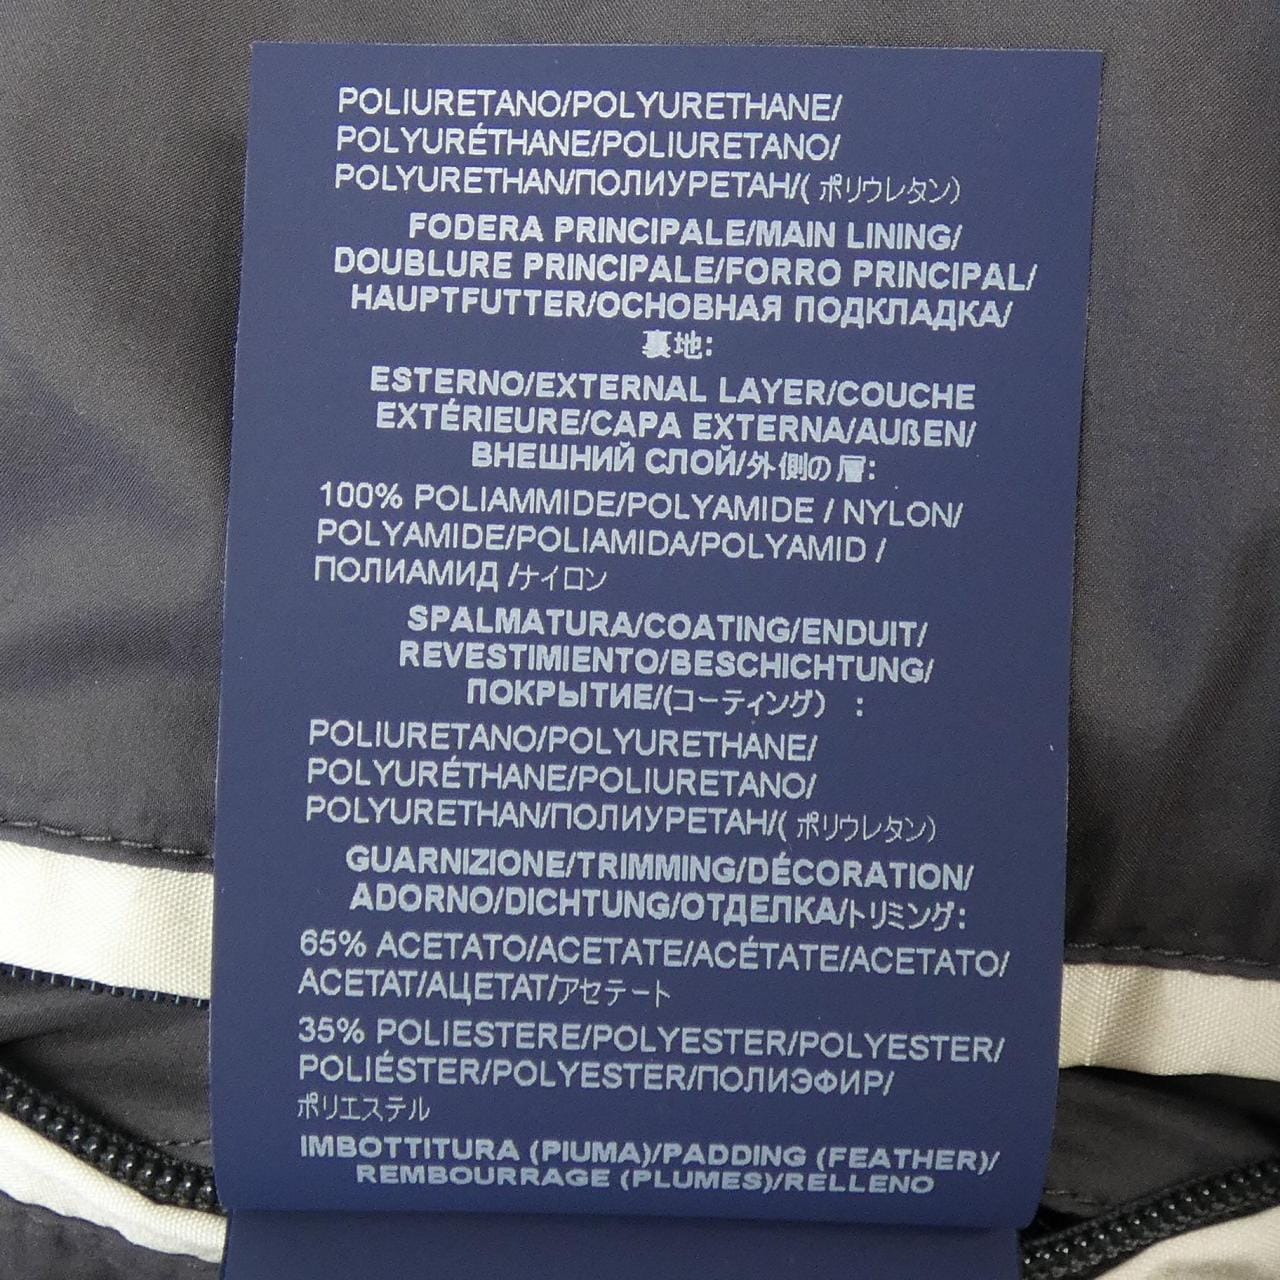 POLIURETANO/POLYURETHANE/
POLYURÉTHANE/POLIURETANO/
POLYURETHAN/ПОЛИУРЕТАН/( ポリウレタン)
FODERA PRINCIPALE/MAIN LINING/
DOUBLURE PRINCIPALE/FORRO PRINCIPAL/
HAUPTFUTTER/ОСНОВНАЯ ПОДКЛАДКА/
裏地:
ESTERNO/EXTERNAL LAYER/COUCHE
EXTÉRIEURE/CAPA EXTERNA/AUßEN/
ВНЕШНИЙ СЛОЙ/外側の層:
100% POLIAMMIDE/POLYAMIDE / NYLON/
POLYAMIDE/POLIAMIDA/POLYAMID /
ПОЛИАМИД /ナイロン
SPALMATURA/COATING/ENDUIT/
REVESTIMIENTO/BESCHICHTUNG/
ПОКРЫТИЕ/(コーティング) :
POLIURETANO/POLYURETHANE/
POLYURÉTHANE/POLIURETANO/
POLYURETHAN/ПОЛИУРЕТАН/( ポリウレタン)
GUARNIZIONE/TRIMMING/DÉCORATION/
ADORNO/DICHTUNG/ОТДЕЛКА/トリミング:
65% ACETATO/ACETATE/ACÉTATE/ACETATO/
ACETAT/АЦЕТАТ/アセテート
35% POLIESTERE/POLYESTER/POLYESTER/
POLIÉSTER/POLYESTER/ПОЛИЭФИР/
ポリエステル
IMBOTTITURA (PIUMA)/PADDING (FEATHER)/
REMBOURRAGE (PLUMES)/RELLENO